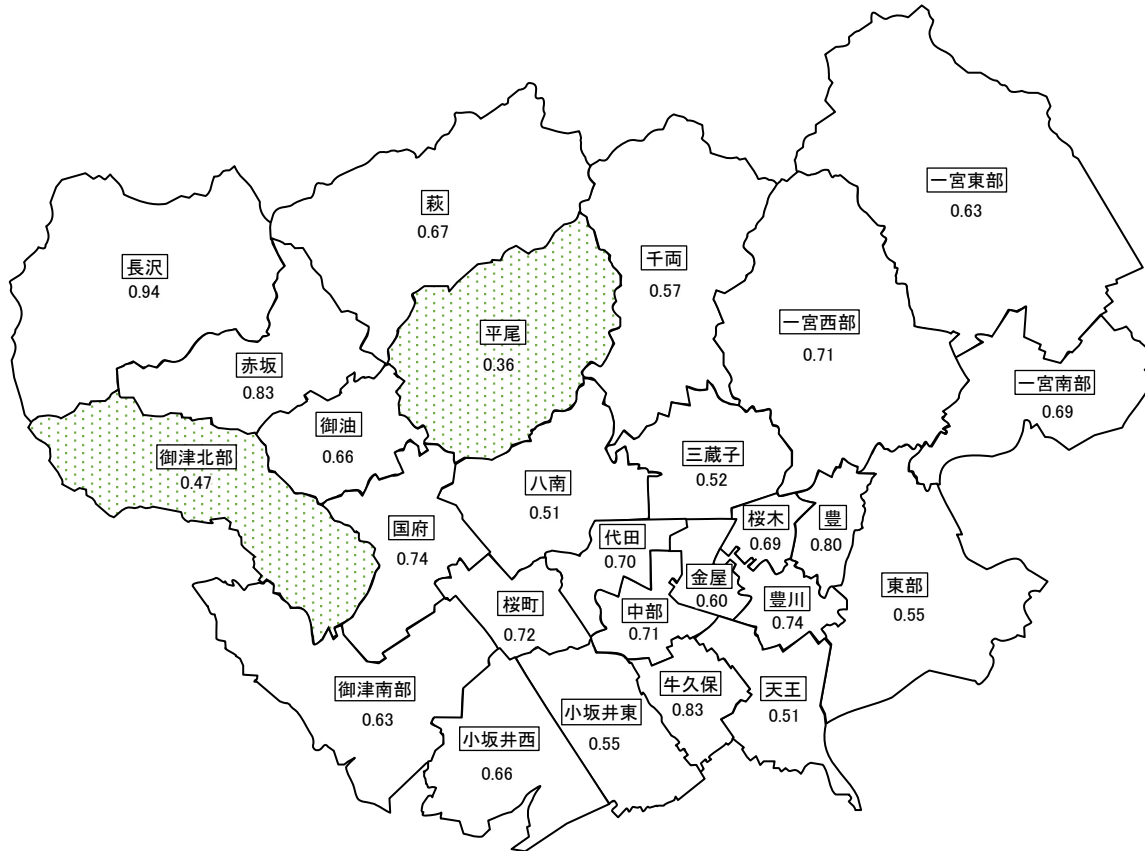 一宮東部
0.63
萩
0.67
長沢
0.94
千両
0.57
一宮西部
0.71
平尾
0.36
赤坂
0.83
一宮南部
0.69
御油
0.66
御津北部
0.47
三蔵子
0.52
八南
0.51
国府
0.74
代田
0.70
桜木
0.69
豊
0.80
金屋
0.60
豊川
0.74
東部
0.55
桜町
0.72
中部
0.71
御津南部
0.63
牛久保
0.83
天王
0.51
小坂井東
0.55
小坂井西
0.66